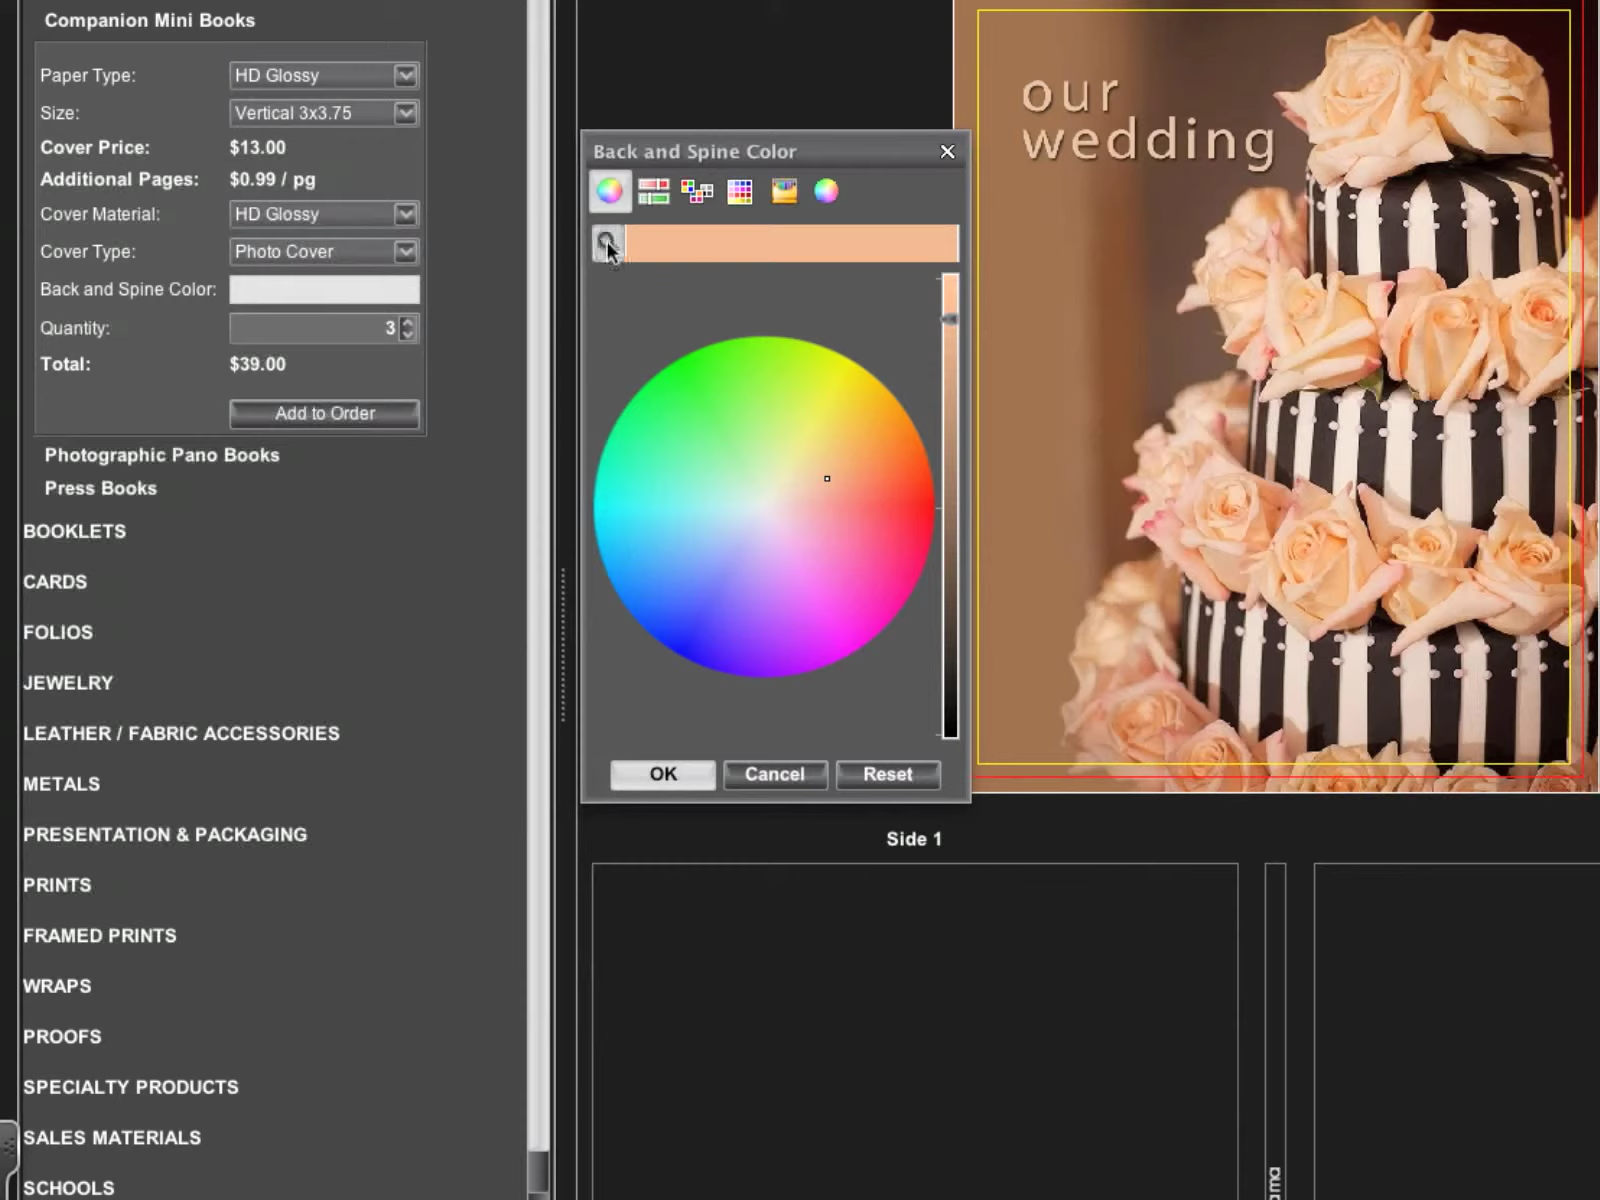 Companion Mini Books
Paper Type: HD Glossy
Size: Vertical 3x3.75
Cover Price: $13.00
Additional Pages: $0.99 / pg
Cover Material: HD Glossy
Cover Type: Photo Cover
Back and Spine Color:
Quantity: 3
Total: $39.00
Add to Order
Photographic Pano Books
Press Books
BOOKLETS
CARDS
FOLIOS
JEWELRY
LEATHER / FABRIC ACCESSORIES
METALS
PRESENTATION & PACKAGING
PRINTS
FRAMED PRINTS
WRAPS
PROOFS
SPECIALTY PRODUCTS
SALES MATERIALS
SCHOOLS
Back and Spine Color
OK Cancel Reset
our
wedding
Side 1